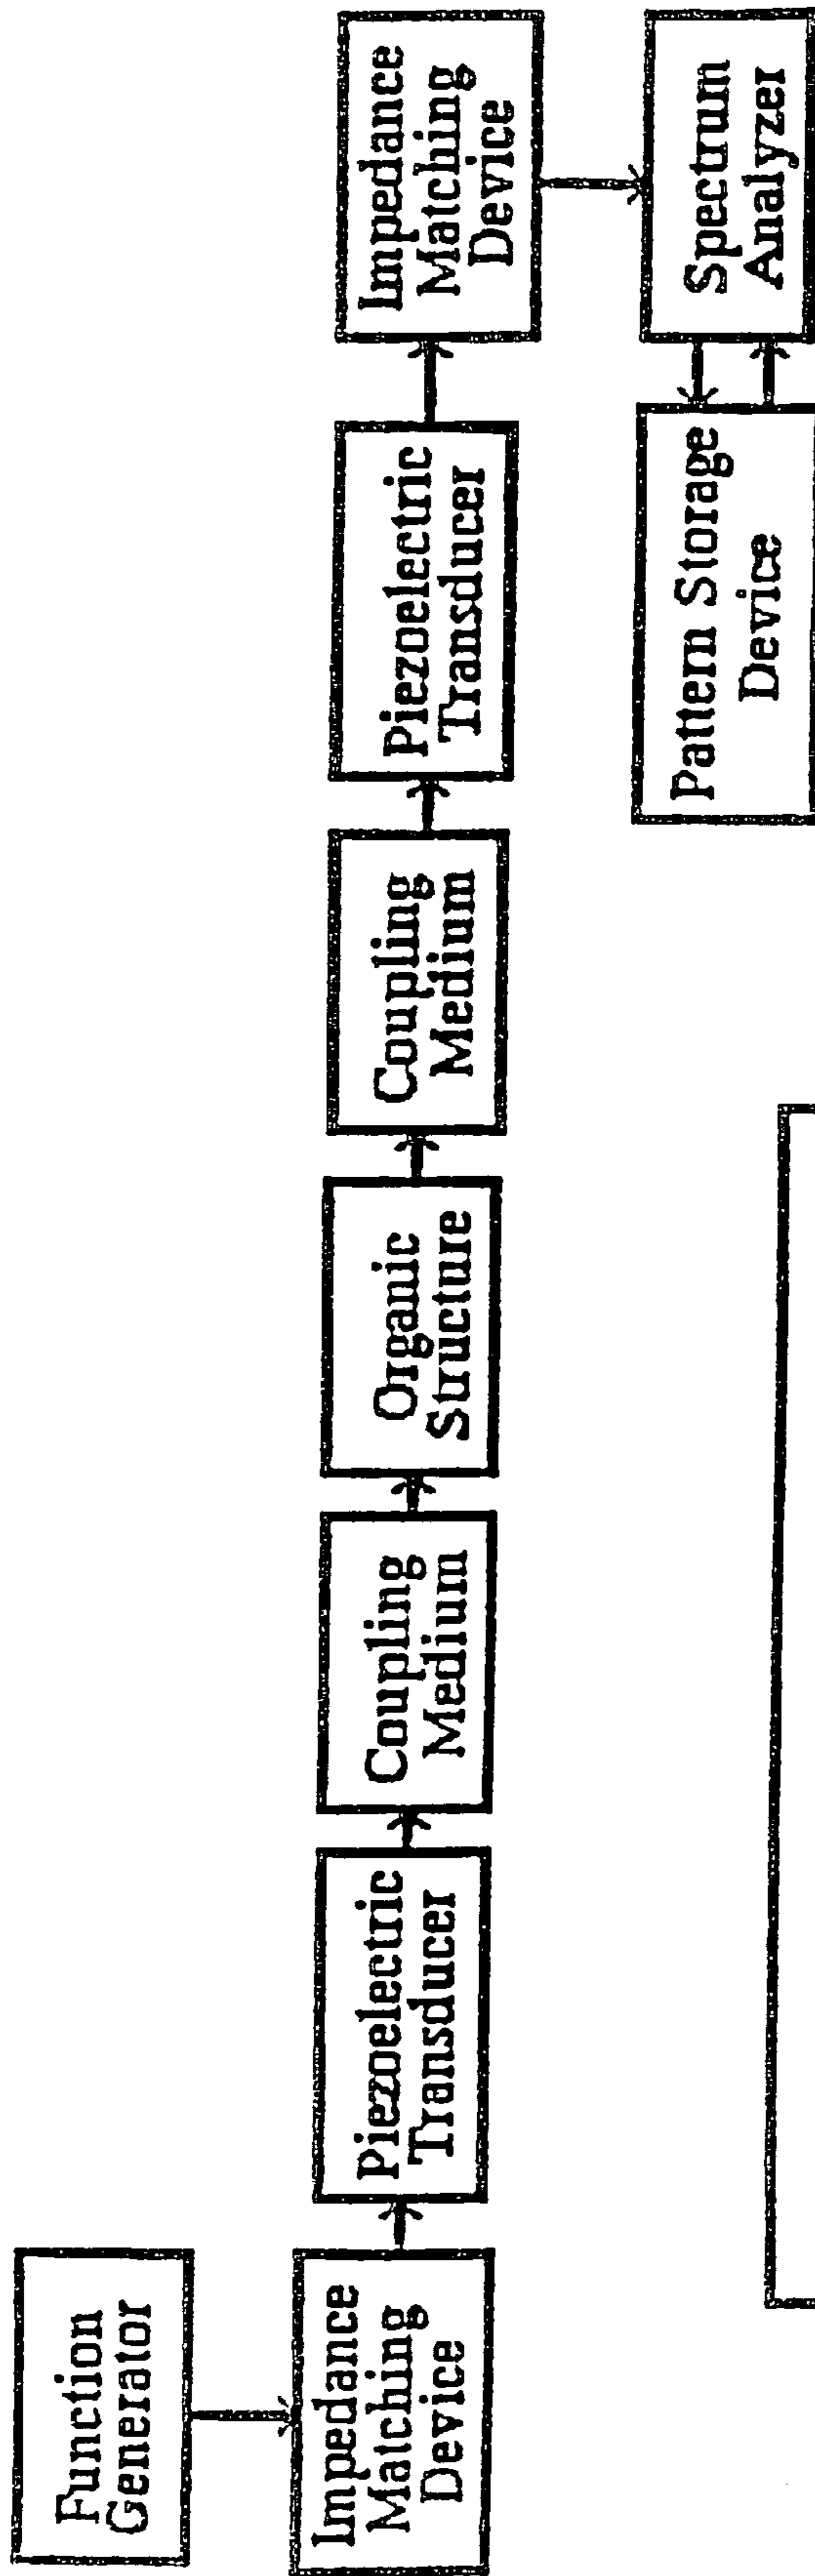 Function
Generator
Impedance
Matching
Device
Piezoelectric
Transducer
Coupling
Medium
Organic
Structure
Coupling
Medium
Piezoelectric
Transducer
Impedance
Matching
Device
Spectrum
Analyzer
Pattern Storage
Device